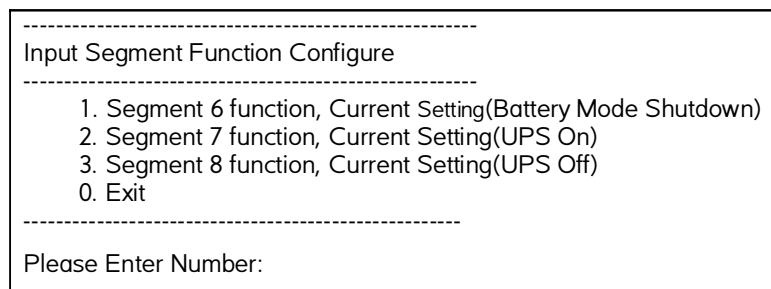 -------------------------------------------------------
Input Segment Function Configure
-------------------------------------------------------
1. Segment 6 function, Current Setting(Battery Mode Shutdown)
2. Segment 7 function, Current Setting(UPS On)
3. Segment 8 function, Current Setting(UPS Off)
0. Exit
-----------------------------------------------------
Please Enter Number: